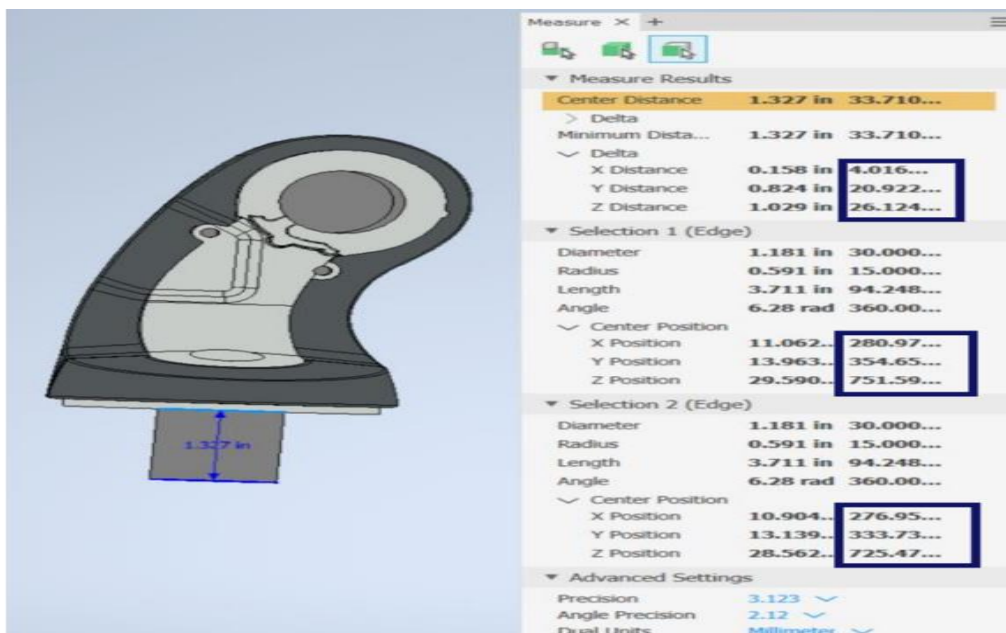 Measure × +
Measure Results
Center Distance 1.327 in 33.710...
Delta
Minimum Dista... 1.327 in 33.710...
Delta
X Distance 0.158 in 4.016...
Y Distance 0.824 in 20.922...
Z Distance 1.029 in 26.124...
Selection 1 (Edge)
Diameter 1.181 in 30.000...
Radius 0.591 in 15.000...
Length 3.711 in 94.248...
Angle 6.28 rad 360.00...
Center Position
X Position 11.062.. 280.97...
Y Position 13.963.. 354.65...
Z Position 29.590.. 751.59...
Selection 2 (Edge)
Diameter 1.181 in 30.000...
Radius 0.591 in 15.000...
Length 3.711 in 94.248...
Angle 6.28 rad 360.00...
Center Position
X Position 10.904.. 276.95...
Y Position 13.139.. 333.73...
Z Position 28.562.. 725.47...
Advanced Settings
Precision 3.123
Angle Precision 2.12
Dual Units Millimeter
1.327 in